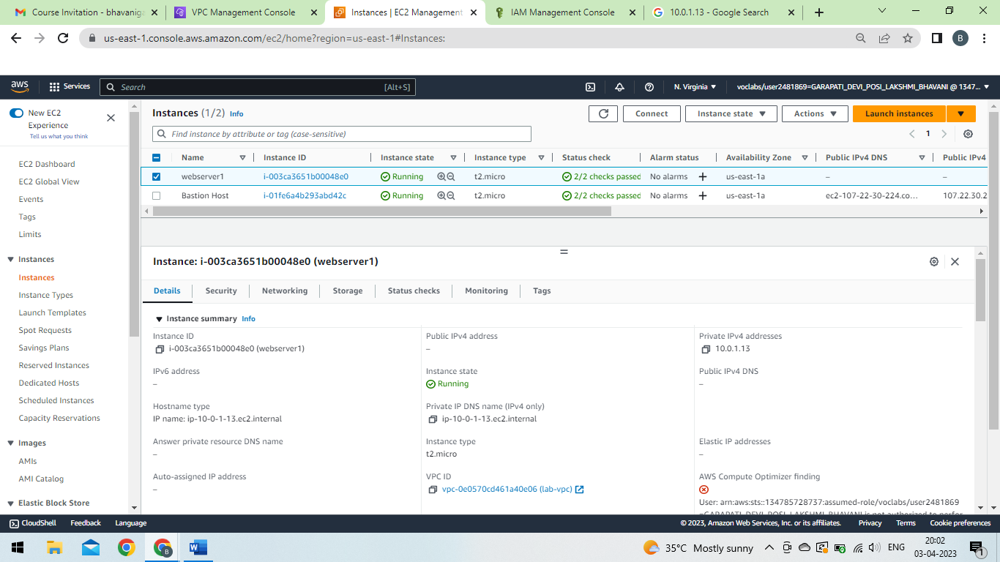 Course Invitation - bhavaniga
VPC Management Console
Instances | EC2 Management
IAM Management Console
10.0.1.13 - Google Search
us-east-1.console.aws.amazon.com/ec2/home?region=us-east-1#Instances:
B
aws
Services
Search
[Alt+S]
N. Virginia
voclabs/user2481869=GARAPATI_DEVI_POSI_LAKSHMI_BHAVANI @ 1347...
New EC2
Experience
Tell us what you think
EC2 Dashboard
EC2 Global View
Events
Tags
Limits
Instances
Instances
Instance Types
Launch Templates
Spot Requests
Savings Plans
Reserved Instances
Dedicated Hosts
Scheduled Instances
Capacity Reservations
Images
AMIs
AMI Catalog
Elastic Block Store
Instances (1/2) Info
Connect
Instance state
Actions
Launch instances
Find instance by attribute or tag (case-sensitive)
1
Name Instance ID Instance state Instance type Status check Alarm status Availability Zone Public IPv4 DNS Public IPv4
webserver1 i-003ca3651b00048e0 Running t2.micro 2/2 checks passed No alarms + us-east-1a – –
Bastion Host i-01fe6a4b293abd42c Running t2.micro 2/2 checks passed No alarms + us-east-1a ec2-107-22-30-224.co... 107.22.30.2
Instance: i-003ca3651b00048e0 (webserver1)
Details Security Networking Storage Status checks Monitoring Tags
Instance summary Info
Instance ID
i-003ca3651b00048e0 (webserver1)
Public IPv4 address
–
Private IPv4 addresses
10.0.1.13
IPv6 address
–
Instance state
Running
Public IPv4 DNS
–
Hostname type
IP name: ip-10-0-1-13.ec2.internal
Private IP DNS name (IPv4 only)
ip-10-0-1-13.ec2.internal
Answer private resource DNS name
–
Instance type
t2.micro
Elastic IP addresses
–
Auto-assigned IP address
–
VPC ID
vpc-0e0570cd461a40e06 (lab-vpc)
AWS Compute Optimizer finding
User: arn:aws:sts::134785728737:assumed-role/voclabs/user2481869
=GARAPATI_DEVI_POSI_LAKSHMI_BHAVANI is not authorized to perfor
CloudShell
Feedback
Language
© 2023, Amazon Web Services, Inc. or its affiliates.
Privacy
Terms
Cookie preferences
35°C Mostly sunny
ENG
20:02
03-04-2023
1